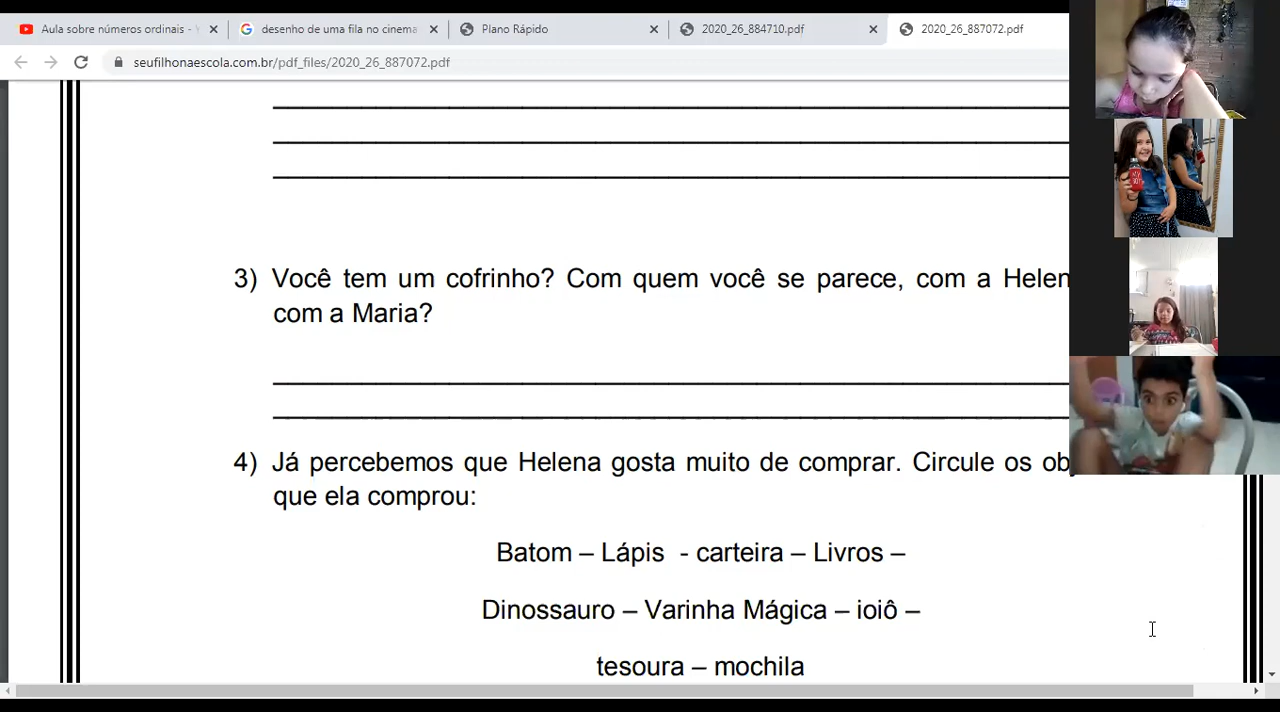 Aula sobre números ordinais -
desenho de uma fila no cinema
Plano Rápido
2020_26_884710.pdf
2020_26_887072.pdf
seufilhonaescola.com.br/pdf_files/2020_26_887072.pdf
3) Você tem um cofrinho? Com quem você se parece, com a Helen
com a Maria?
4) Já percebemos que Helena gosta muito de comprar. Circule os ob
que ela comprou:
Batom – Lápis - carteira – Livros –
Dinossauro – Varinha Mágica – ioiô –
tesoura – mochila